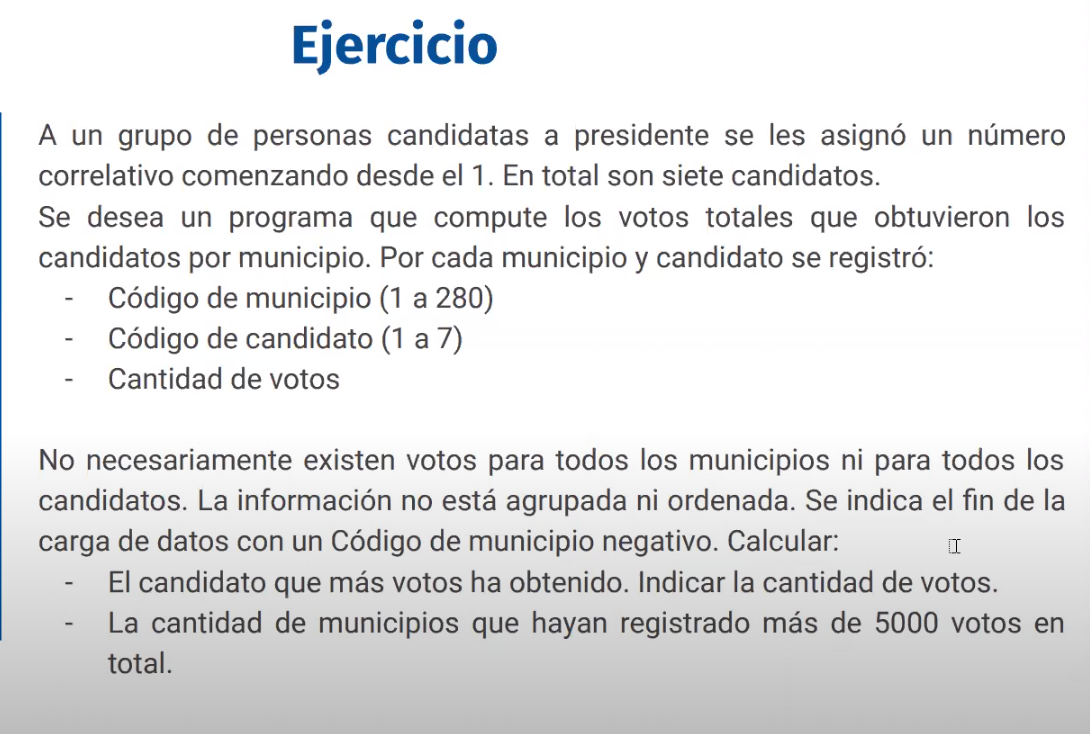 Ejercicio
A un grupo de personas candidatas a presidente se les asignó un número
correlativo comenzando desde el 1. En total son siete candidatos.
Se desea un programa que compute los votos totales que obtuvieron los
candidatos por municipio. Por cada municipio y candidato se registró:
- Código de municipio (1 a 280)
- Código de candidato (1 a 7)
- Cantidad de votos
No necesariamente existen votos para todos los municipios ni para todos los
candidatos. La información no está agrupada ni ordenada. Se indica el fin de la
carga de datos con un Código de municipio negativo. Calcular:
- El candidato que más votos ha obtenido. Indicar la cantidad de votos.
- La cantidad de municipios que hayan registrado más de 5000 votos en
total.